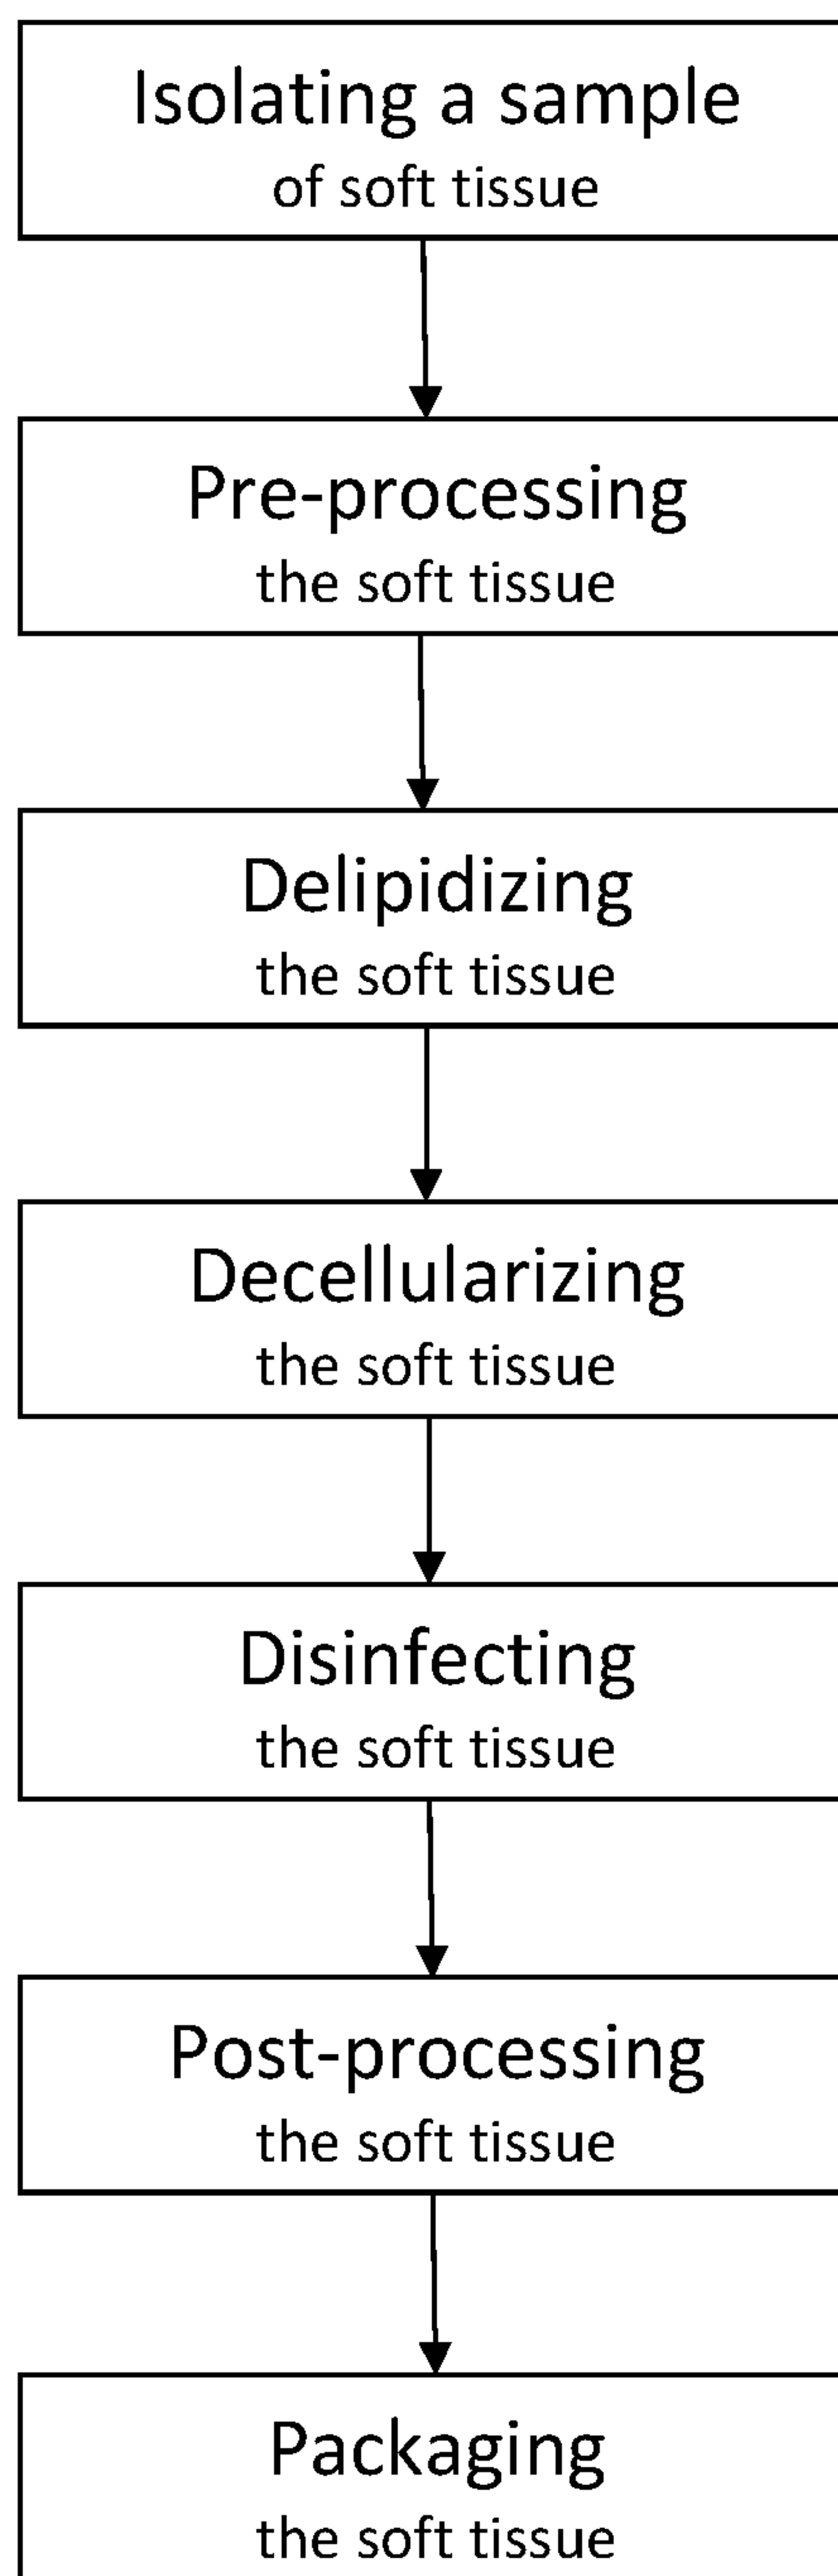 Isolating a sample
of soft tissue
Pre-processing
the soft tissue
Delipidizing
the soft tissue
Decellularizing
the soft tissue
Disinfecting
the soft tissue
Post-processing
the soft tissue
Packaging
the soft tissue